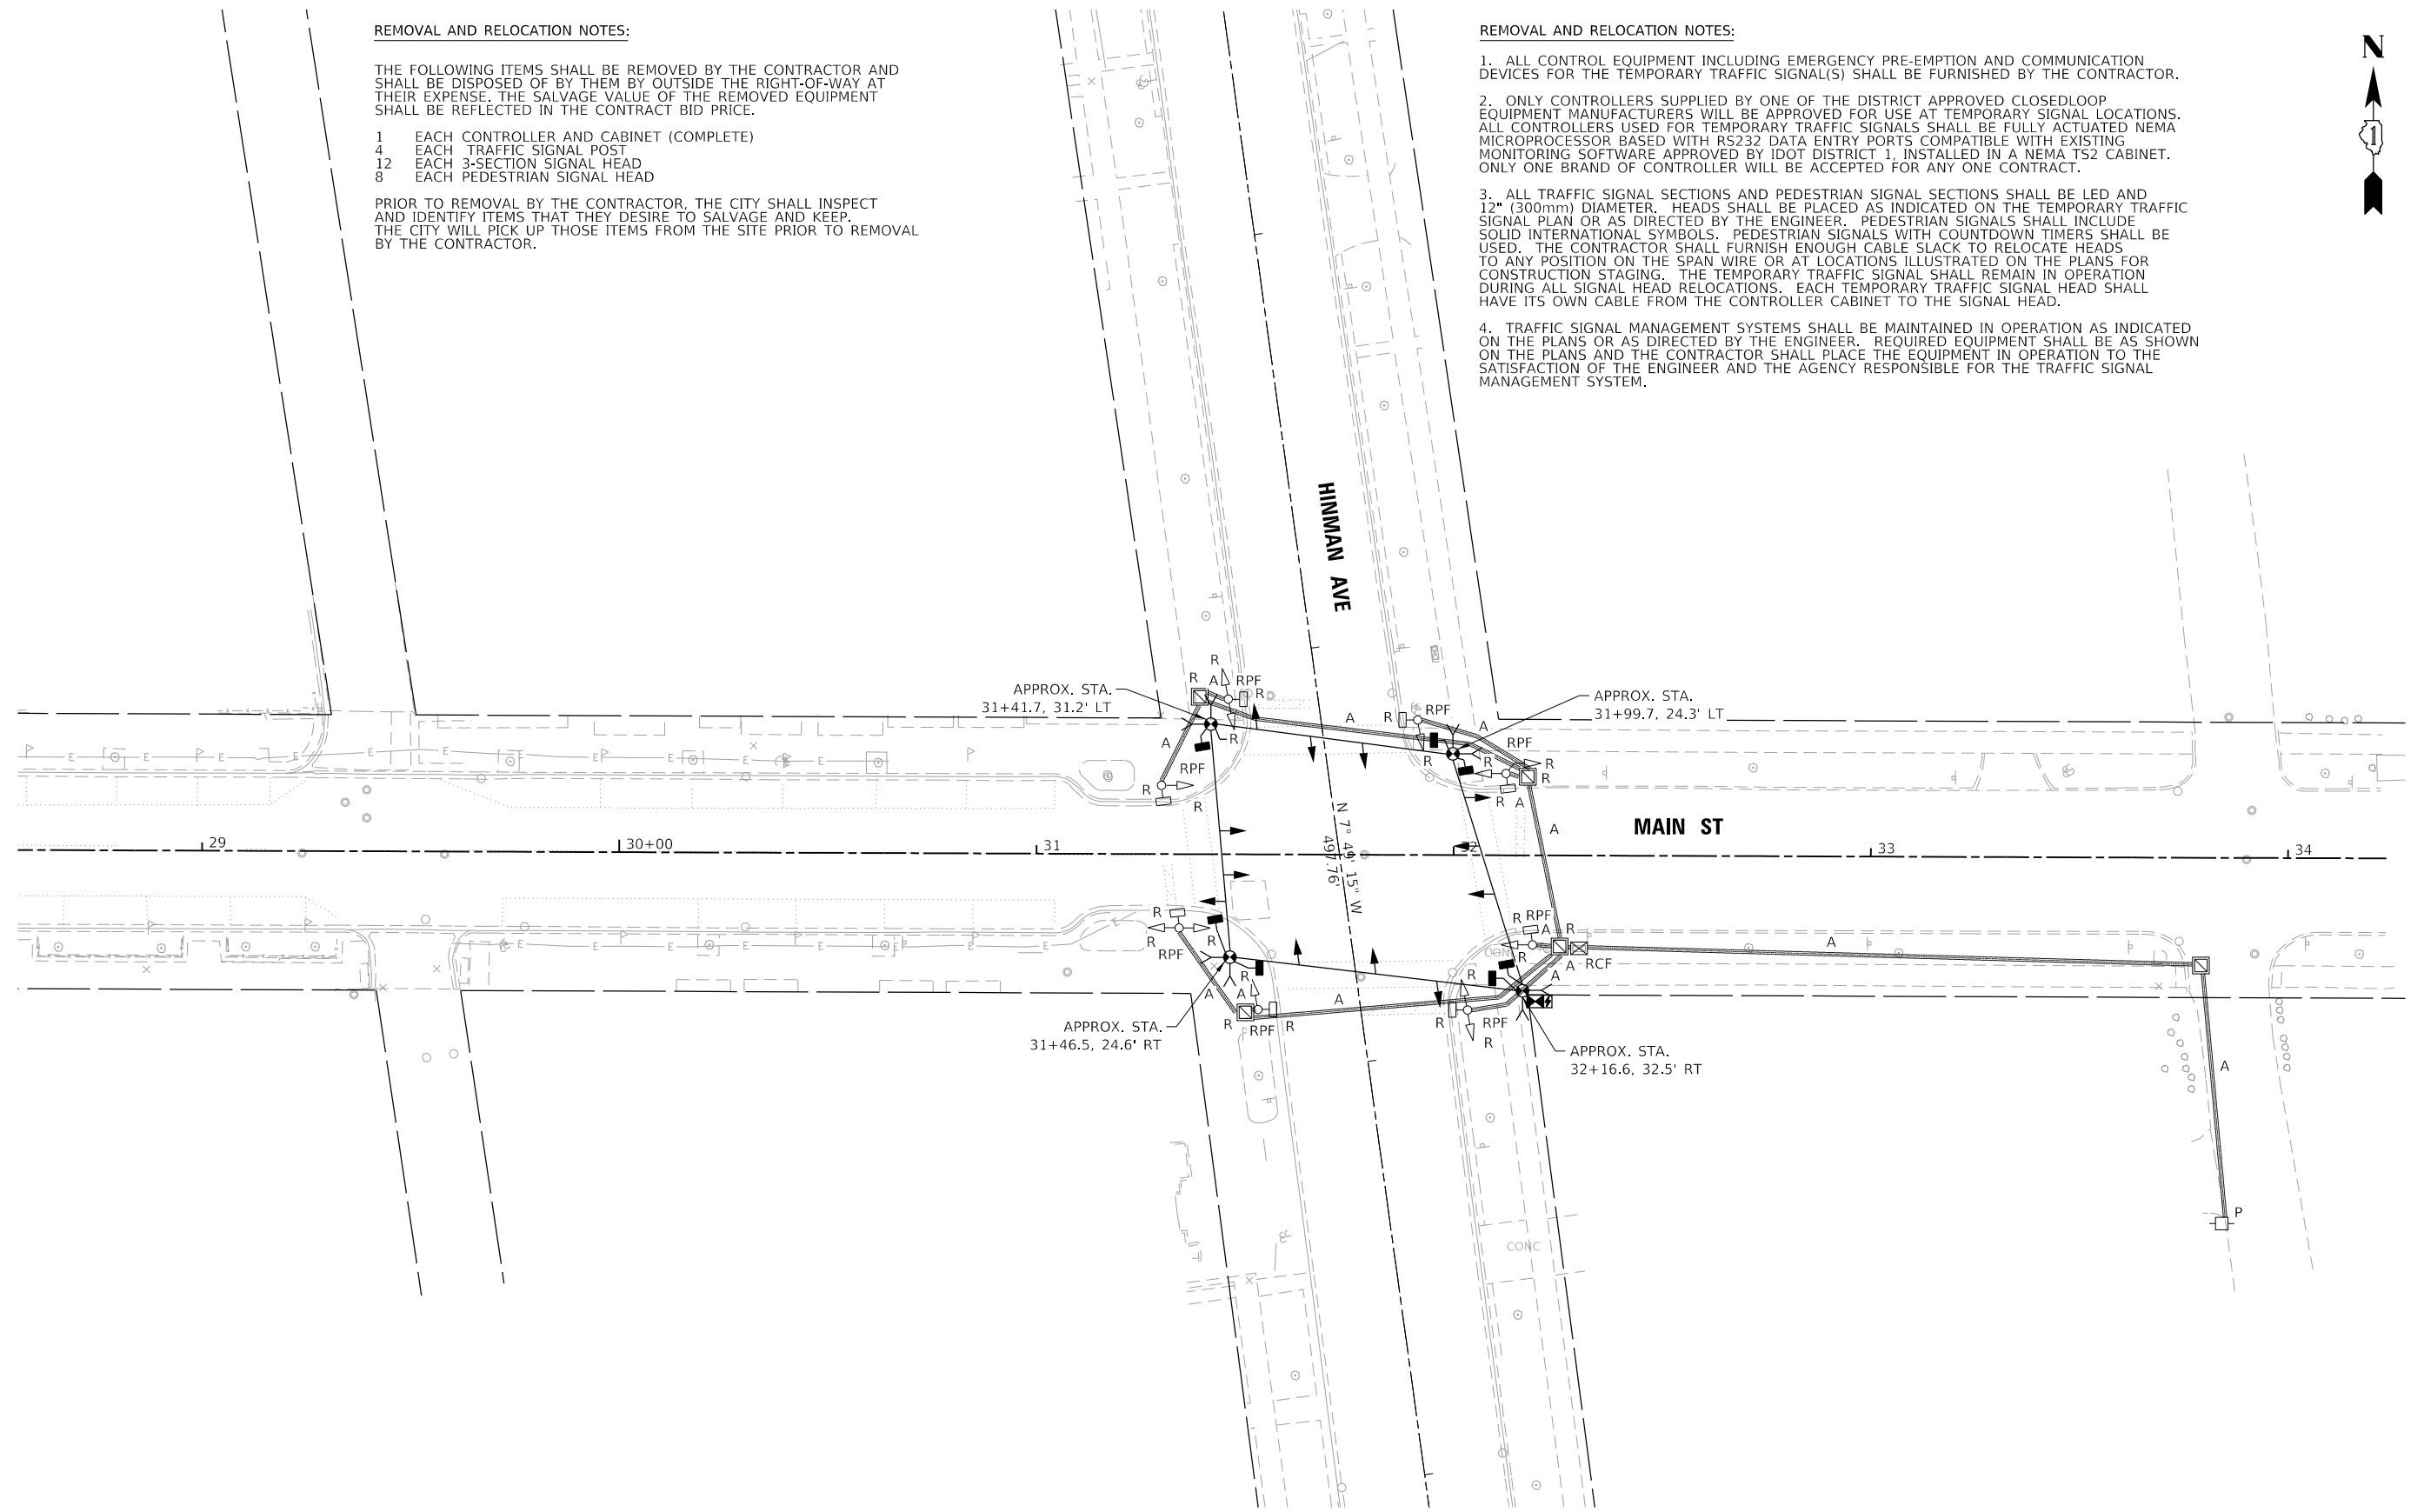 REMOVAL AND RELOCATION NOTES:
THE FOLLOWING ITEMS SHALL BE REMOVED BY THE CONTRACTOR AND
SHALL BE DISPOSED OF BY THEM BY OUTSIDE THE RIGHT-OF-WAY AT
THEIR EXPENSE. THE SALVAGE VALUE OF THE REMOVED EQUIPMENT
SHALL BE REFLECTED IN THE CONTRACT BID PRICE.
1 EACH CONTROLLER AND CABINET (COMPLETE)
4 EACH TRAFFIC SIGNAL POST
12 EACH 3-SECTION SIGNAL HEAD
8 EACH PEDESTRIAN SIGNAL HEAD
PRIOR TO REMOVAL BY THE CONTRACTOR, THE CITY SHALL INSPECT
AND IDENTIFY ITEMS THAT THEY DESIRE TO SALVAGE AND KEEP.
THE CITY WILL PICK UP THOSE ITEMS FROM THE SITE PRIOR TO REMOVAL
BY THE CONTRACTOR.
REMOVAL AND RELOCATION NOTES:
1. ALL CONTROL EQUIPMENT INCLUDING EMERGENCY PRE-EMPTION AND COMMUNICATION
DEVICES FOR THE TEMPORARY TRAFFIC SIGNAL(S) SHALL BE FURNISHED BY THE CONTRACTOR.
2. ONLY CONTROLLERS SUPPLIED BY ONE OF THE DISTRICT APPROVED CLOSEDLOOP
EQUIPMENT MANUFACTURERS WILL BE APPROVED FOR USE AT TEMPORARY SIGNAL LOCATIONS.
ALL CONTROLLERS USED FOR TEMPORARY TRAFFIC SIGNALS SHALL BE FULLY ACTUATED NEMA
MICROPROCESSOR BASED WITH RS232 DATA ENTRY PORTS COMPATIBLE WITH EXISTING
MONITORING SOFTWARE APPROVED BY IDOT DISTRICT 1, INSTALLED IN A NEMA TS2 CABINET.
ONLY ONE BRAND OF CONTROLLER WILL BE ACCEPTED FOR ANY ONE CONTRACT.
3. ALL TRAFFIC SIGNAL SECTIONS AND PEDESTRIAN SIGNAL SECTIONS SHALL BE LED AND
12" (300mm) DIAMETER. HEADS SHALL BE PLACED AS INDICATED ON THE TEMPORARY TRAFFIC
SIGNAL PLAN OR AS DIRECTED BY THE ENGINEER. PEDESTRIAN SIGNALS SHALL INCLUDE
SOLID INTERNATIONAL SYMBOLS. PEDESTRIAN SIGNALS WITH COUNTDOWN TIMERS SHALL BE
USED. THE CONTRACTOR SHALL FURNISH ENOUGH CABLE SLACK TO RELOCATE HEADS
TO ANY POSITION ON THE SPAN WIRE OR AT LOCATIONS ILLUSTRATED ON THE PLANS FOR
CONSTRUCTION STAGING. THE TEMPORARY TRAFFIC SIGNAL SHALL REMAIN IN OPERATION
DURING ALL SIGNAL HEAD RELOCATIONS. EACH TEMPORARY TRAFFIC SIGNAL HEAD SHALL
HAVE ITS OWN CABLE FROM THE CONTROLLER CABINET TO THE SIGNAL HEAD.
4. TRAFFIC SIGNAL MANAGEMENT SYSTEMS SHALL BE MAINTAINED IN OPERATION AS INDICATED
ON THE PLANS OR AS DIRECTED BY THE ENGINEER. REQUIRED EQUIPMENT SHALL BE AS SHOWN
ON THE PLANS AND THE CONTRACTOR SHALL PLACE THE EQUIPMENT IN OPERATION TO THE
SATISFACTION OF THE ENGINEER AND THE AGENCY RESPONSIBLE FOR THE TRAFFIC SIGNAL
MANAGEMENT SYSTEM.
N
1
HINMAN AVE
R
R A RPF
R
APPROX. STA.
31+41.7, 31.2' LT
A
R
A
RPF
R
R
R RPF
A
RPF
R
R
R
R
A
APPROX. STA.
31+99.7, 24.3' LT
A
MAIN ST
29
30+00
31
32
33
34
N 7° 49' 15" W
497.76'
E E E E E E E E E
E E E E E E E E
R
R
RPF
R
R
A A
R
RPF
R
APPROX. STA.
31+46.5, 24.6' RT
A
R RPF
A
R
CONC
R
R
A
A - RCF
RPF
R
R
APPROX. STA.
32+16.6, 32.5' RT
A
A
P
CONC